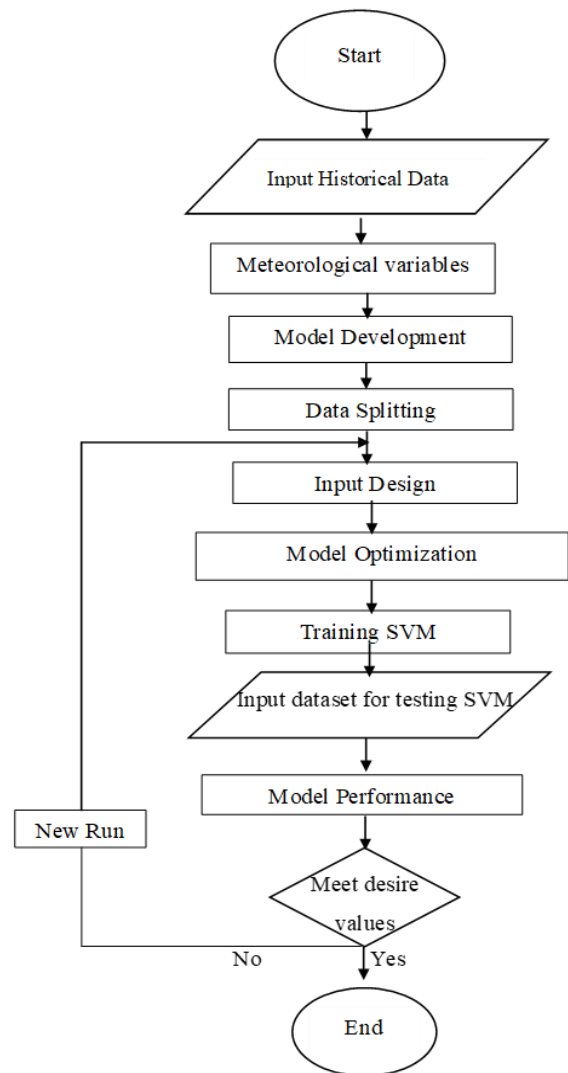 Start
Input Historical Data
Meteorological variables
Model Development
Data Splitting
Input Design
Model Optimization
Training SVM
Input dataset for testing SVM
Model Performance
New Run
Meet desire
values
No
Yes
End